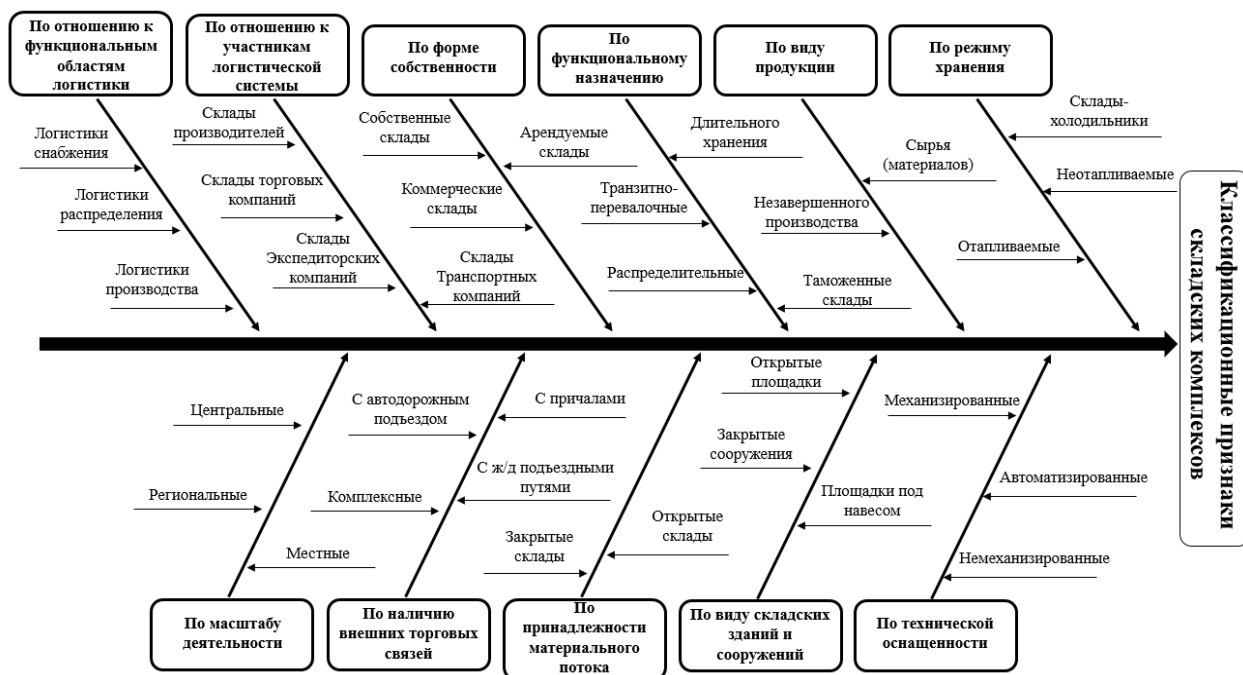 По отношению к
функциональным
областям
логистики
По отношению к
участникам
логистической
системы
По форме
собственности
По
функциональному
назначению
По виду
продукции
По режиму
хранения
Логистики
снабжения
Логистики
распределения
Логистики
производства
Склады
производителей
Склады торговых
компаний
Склады
Экспедиторских
компаний
Склады
Транспортных
компаний
Собственные
склады
Коммерческие
склады
Арендуемые
склады
Длительного
хранения
Транзитно-
перевалочные
Распределительные
Таможенные
склады
Сырья
(материалов)
Незавершенного
производства
Склады-
холодильники
Неотапливаемые
Отапливаемые
Классификационные признаки
складских комплексов
Центральные
Региональные
Местные
С автодорожным
подъездом
Комплексные
С причалами
С ж/д подъездными
путями
Закрытые
склады
Открытые
склады
Открытые
площадки
Закрытые
сооружения
Площадки под
навесом
Механизированные
Автоматизированные
Немеханизированные
По масштабу
деятельности
По наличию
внешних торговых
связей
По
принадлежности
материального
потока
По виду складских
зданий и
сооружений
По технической
оснащенности